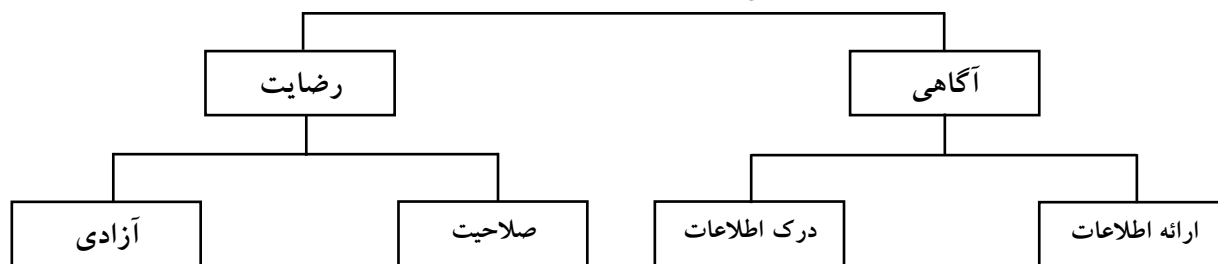 آگاهی
رضایت
ارائه اطلاعات
درک اطلاعات
صلاحیت
آزادی